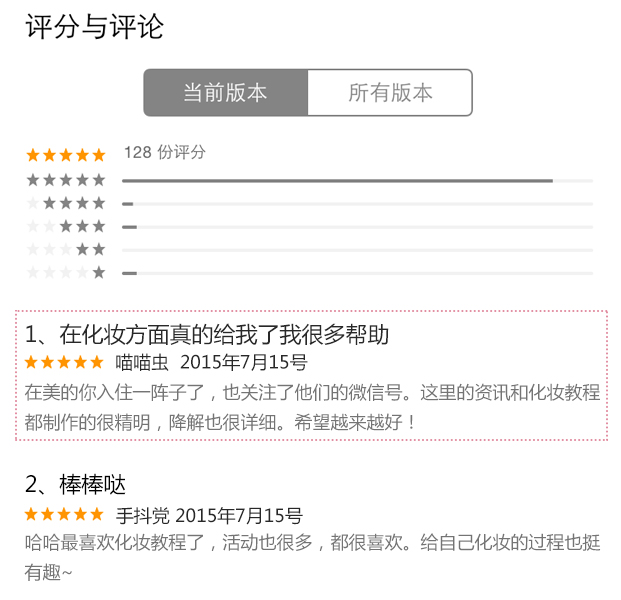 评分与评论
当前版本 所有版本
128 份评分
1、在化妆方面真的给我了我很多帮助
喵喵虫 2015年7月15号
在美的你入住一阵子了，也关注了他们的微信号。这里的资讯和化妆教程
都制作的很精明，降解也很详细。希望越来越好！
2、棒棒哒
手抖党 2015年7月15号
哈哈最喜欢化妆教程了，活动也很多，都很喜欢。给自己化妆的过程也挺
有趣~